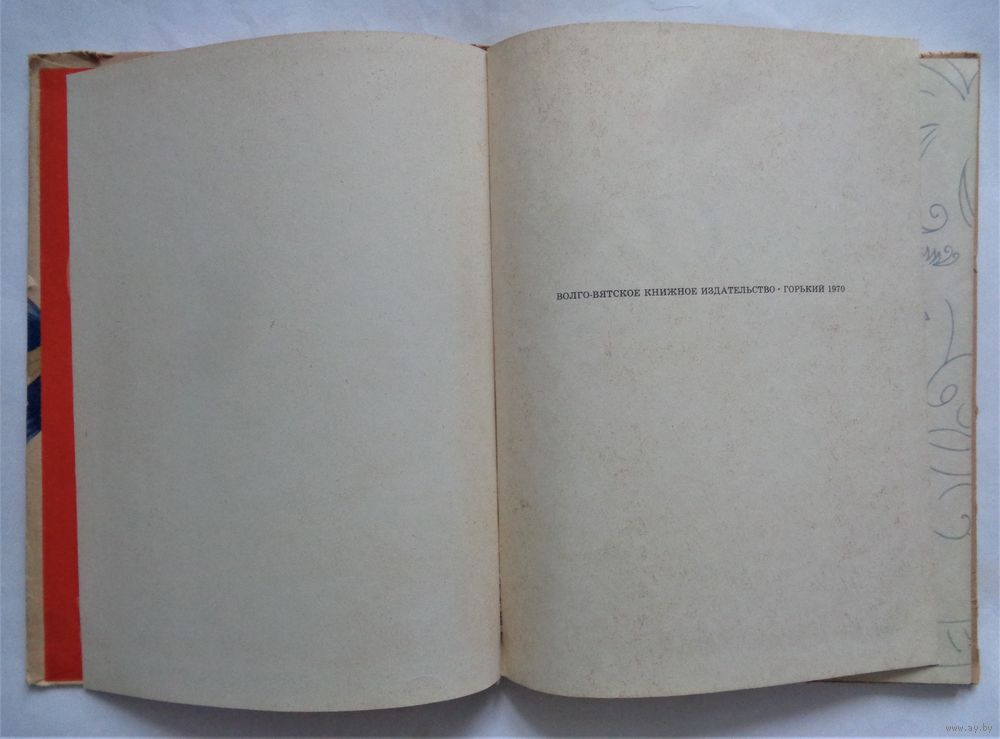 ВОЛГО-ВЯТСКОЕ КНИЖНОЕ ИЗДАТЕЛЬСТВО • ГОРЬКИЙ 1970
www.ay.by